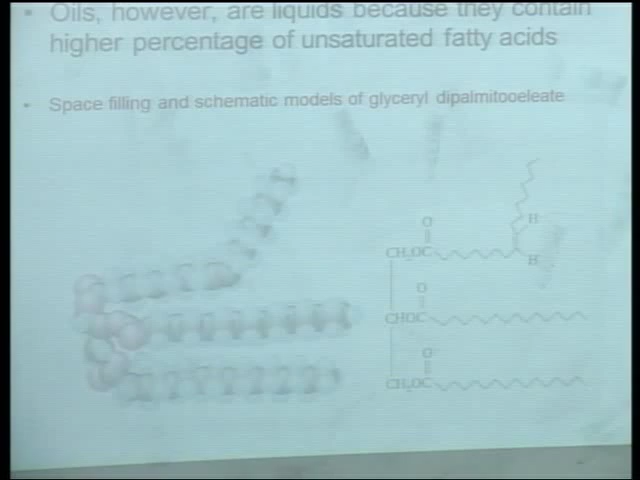 • Oils, however, are liquids because they contain
higher percentage of unsaturated fatty acids
• Space filling and schematic models of glyceryl dipalmitooeleate
O
H
CH₂OC
H
O
CHOC
O
CH₂OC